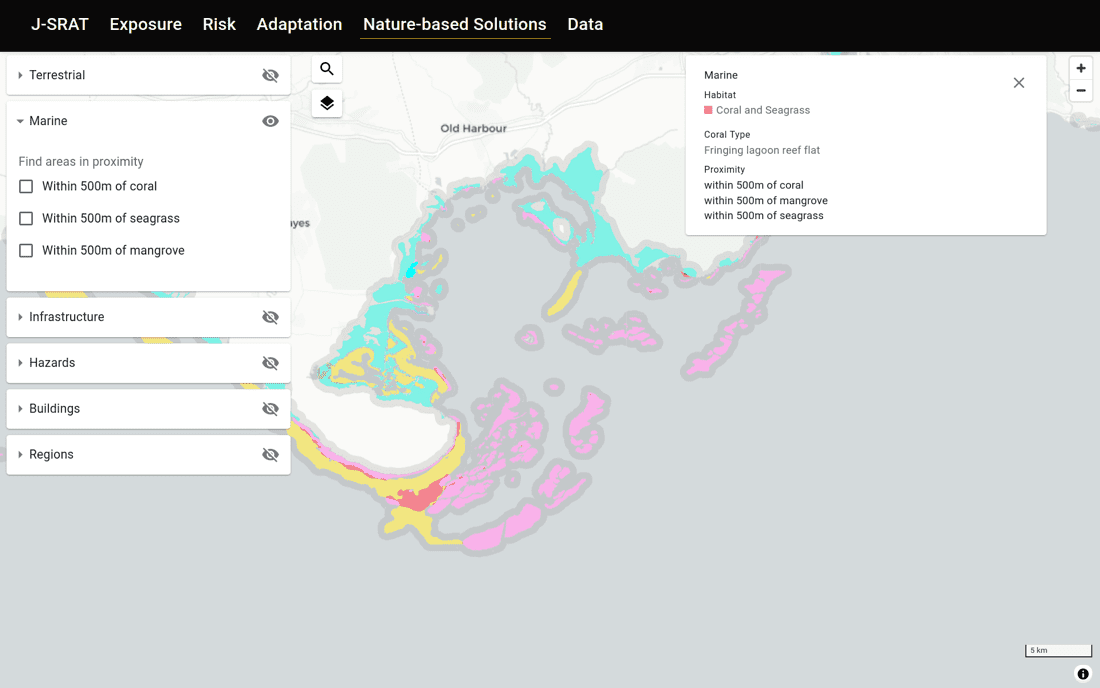 J-SRAT Exposure Risk Adaptation Nature-based Solutions Data
Terrestrial
Marine
Find areas in proximity
Within 500m of coral
Within 500m of seagrass
Within 500m of mangrove
Infrastructure
Hazards
Buildings
Regions
Old Harbour
Marine
Habitat
Coral and Seagrass
Coral Type
Fringing lagoon reef flat
Proximity
within 500m of coral
within 500m of mangrove
within 500m of seagrass
5 km